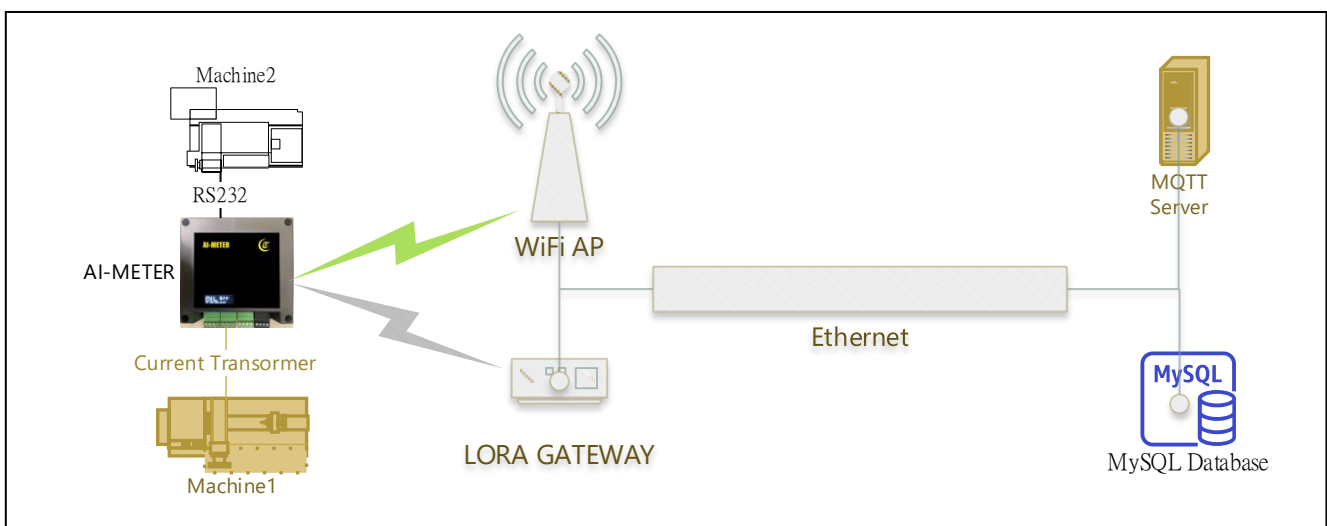 Machine2
RS232
AI-METER
AI-METER
Current Transormer
Machine1
WiFi AP
LORA GATEWAY
Ethernet
MQTT
Server
MySQL
MySQL Database